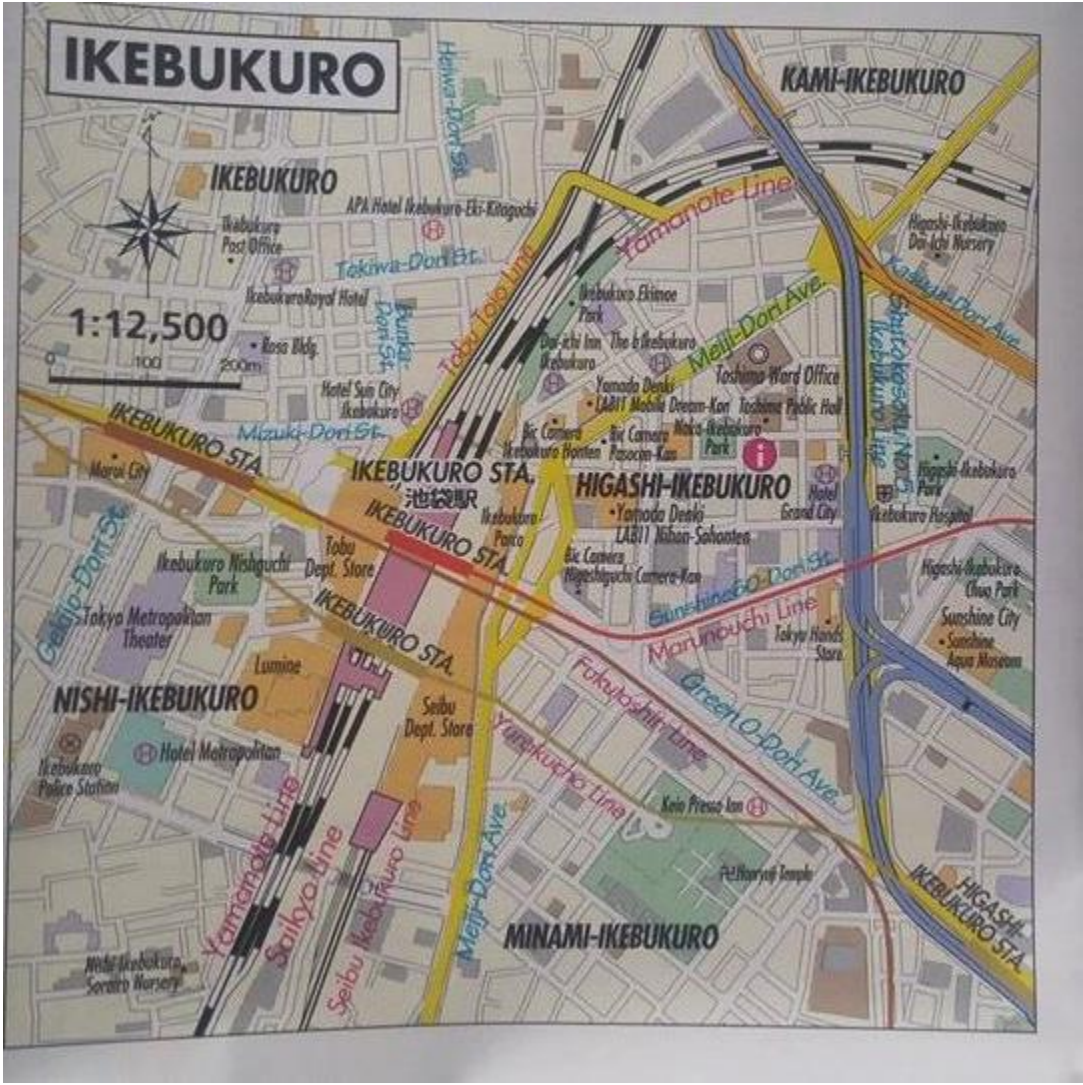 IKEBUKURO
Heiwa-Dori St.
KAMI-IKEBUKURO
IKEBUKURO
Yamanote Line
APA Hotel Ikebukuro-Eki-Kitaguchi
H
Ikebukuro
Post Office
H
Higashi-Ikebukuro
Dai-Ichi Nursery
Tokiwa-Dori St.
Tobu Tojo Line
Ikebukuro Royal Hotel
Bunka-
Dori St.
Ikebukuro Ekimae
Park
Meiji-Dori Ave.
Kasuga-Dori Ave.
1:12,500
0 100 200m
Rosa Bldg.
Dai-ichi Inn
Ikebukuro
H
The b Ikebukuro
H
Toshima Ward Office
Shutokosoku No. 5
Ikebukuro Line
Hotel Sun City
Ikebukuro
H
Yamada Denki
LABI1 Mobile Dream-Kan
Toshima Public Hall
Naka-Ikebukuro
Park
i
IKEBUKURO STA.
Mizuki-Dori St.
Bic Camera
Ikebukuro Honten
Bic Camera
Pasocon-Kan
Marui City
IKEBUKURO STA.
池袋駅
HIGASHI-IKEBUKURO
H
Hotel
Grand City
Higashi-Ikebukuro
Park
Ikebukuro Hospital
IKEBUKURO STA.
Ikebukuro
Parco
Yamada Denki
LABI1 Nihon-Sohonten
Gekijo-Dori St.
Tobu
Dept. Store
Bic Camera
Higashiguchi Camera-Kan
Ikebukuro Nishiguchi
Park
Sunshine 60-Dori St.
Higashi-Ikebukuro
Chuo Park
Tokyo Metropolitan
Theater
IKEBUKURO STA.
Marunouchi Line
Tokyu Hands
Store
Sunshine City
Sunshine
Aqua Museum
Lumine
NISHI-IKEBUKURO
Fukutoshin Line
Green O-Dori Ave.
Seibu
Dept. Store
Yurakucho Line
H
Hotel Metropolitan
Ikebukuro
Police Station
Yamanote Line
Saikyo Line
Seibu Ikebukuro Line
Meiji-Dori Ave.
Keio Presso Inn
H
Honryuji Temple
HIGASHI-
IKEBUKURO STA.
MINAMI-IKEBUKURO
Nishi-Ikebukuro
Nursery